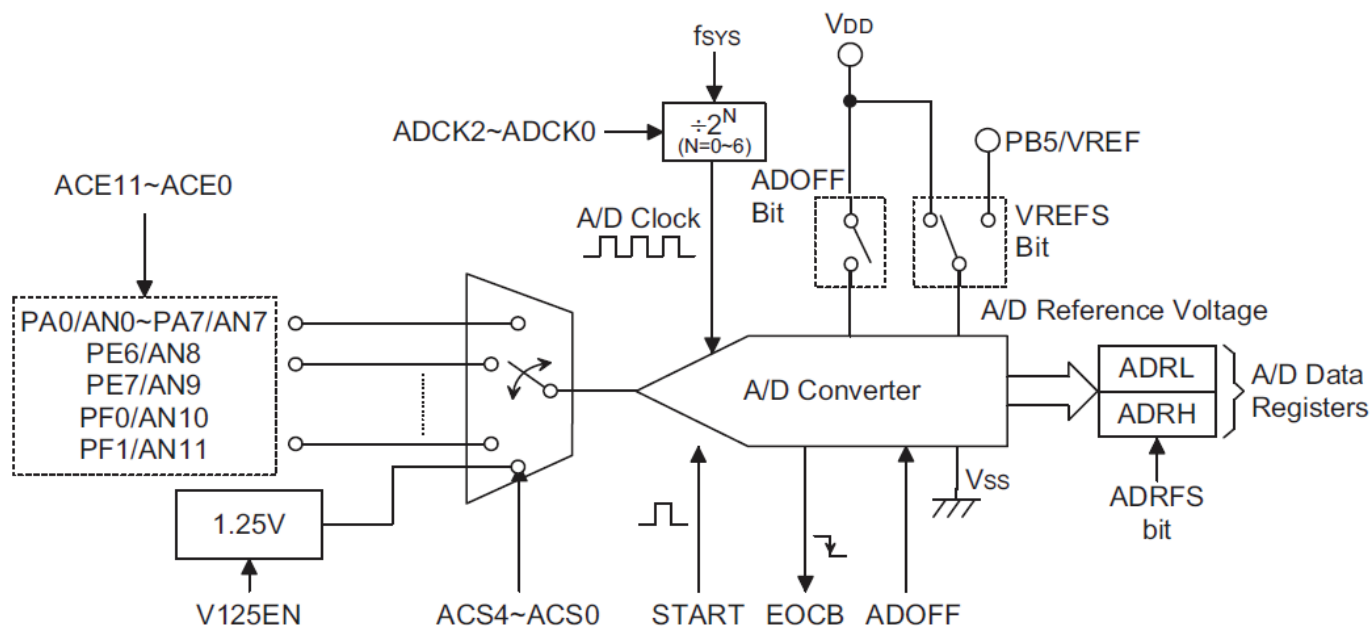 fSYS
VDD
ADCK2~ADCK0
÷2^N
(N=0~6)
PB5/VREF
ACE11~ACE0
ADOFF
Bit
VREFS
Bit
A/D Clock
A/D Reference Voltage
PA0/AN0~PA7/AN7
PE6/AN8
PE7/AN9
PF0/AN10
PF1/AN11
A/D Converter
ADRL
ADRH
A/D Data
Registers
1.25V
VSS
ADRFS
bit
V125EN
ACS4~ACS0
START
EOCB
ADOFF